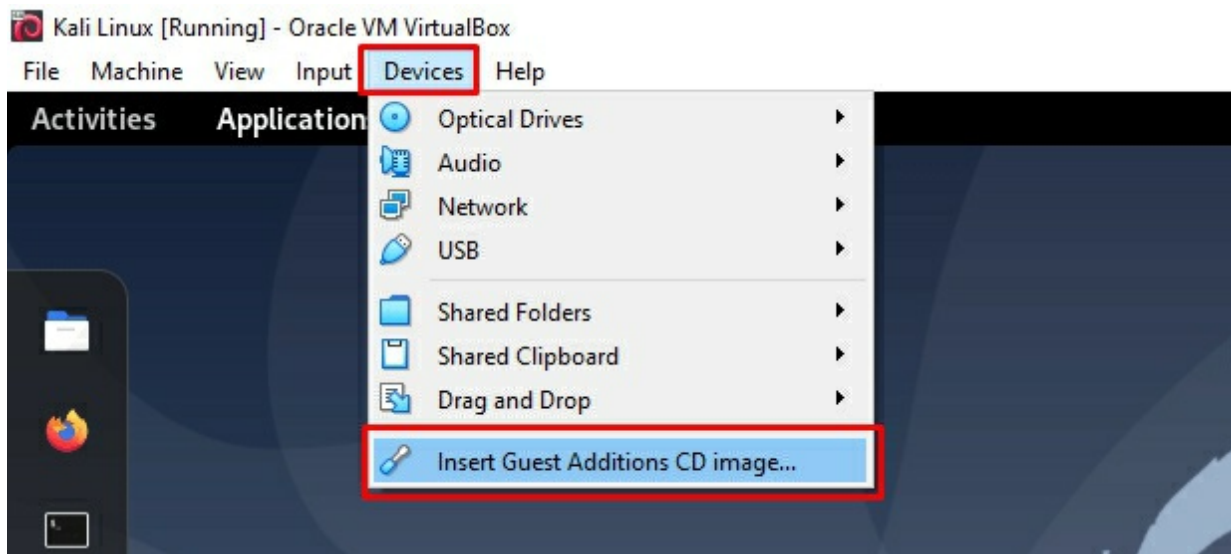 Kali Linux [Running] - Oracle VM VirtualBox
File Machine View Input Devices Help
Activities Application
Optical Drives
Audio
Network
USB
Shared Folders
Shared Clipboard
Drag and Drop
Insert Guest Additions CD image...